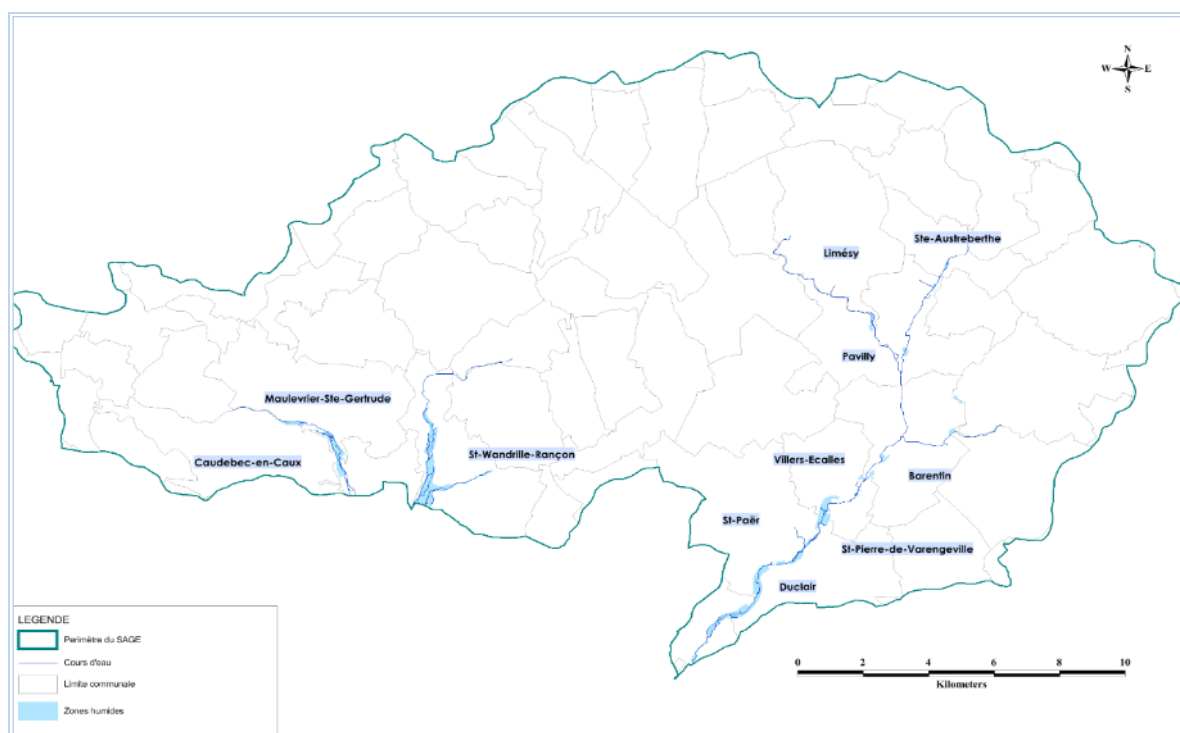 N
W E
S
Ste-Austreberthe
Limésy
Pavilly
Maulevrier-Ste-Gertrude
St-Wandrille-Rançon
Caudebec-en-Caux
Villers-Ecalles
Barentin
St-Paër
St-Pierre-de-Varengeville
Duclair
LEGENDE
Perimètre du SAGE
Cours d'eau
Limite communale
Zones humides
0 2 4 6 8 10
Kilometers